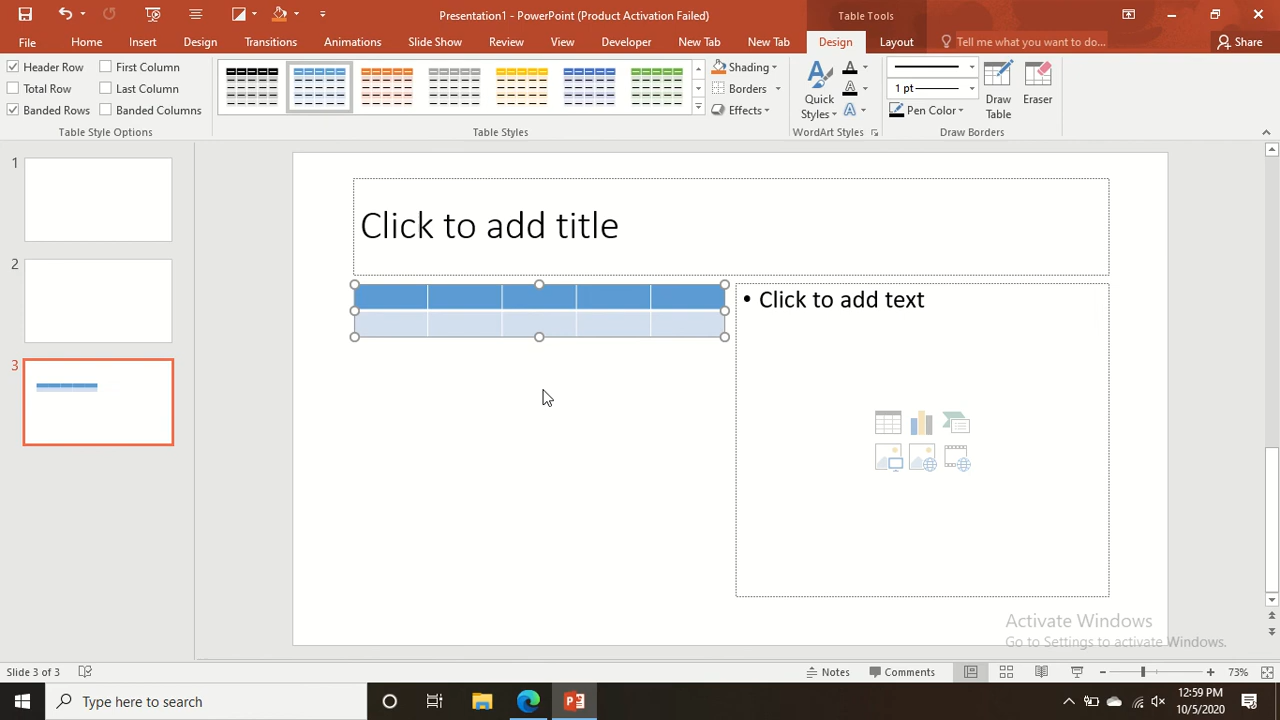 Presentation1 - PowerPoint (Product Activation Failed)
Table Tools
File Home Insert Design Transitions Animations Slide Show Review View Developer New Tab New Tab Design Layout Tell me what you want to do... Share
Header Row First Column
Total Row Last Column
Banded Rows Banded Columns
Table Style Options
Table Styles
Shading
Borders
Effects
Quick
Styles
A
A
A
WordArt Styles
1 pt
Pen Color
Draw
Table
Eraser
Draw Borders
1
2
3
Click to add title
• Click to add text
Activate Windows
Go to Settings to activate Windows.
Slide 3 of 3
Notes Comments 73%
Type here to search
12:59 PM
10/5/2020